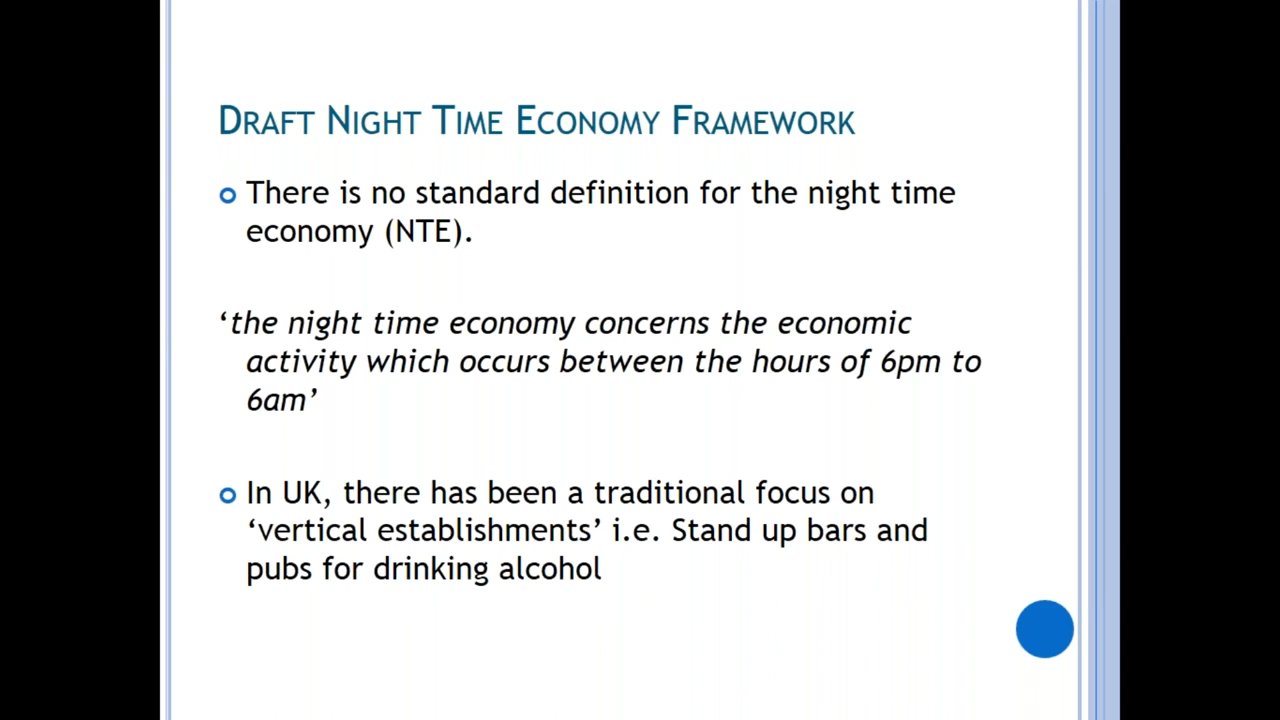 Draft Night Time Economy Framework
There is no standard definition for the night time
economy (NTE).
‘the night time economy concerns the economic
activity which occurs between the hours of 6pm to
6am’
In UK, there has been a traditional focus on
‘vertical establishments’ i.e. Stand up bars and
pubs for drinking alcohol